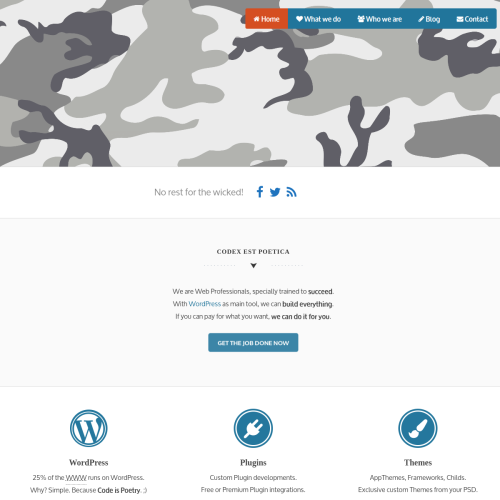 Home What we do Who we are Blog Contact
No rest for the wicked!
CODEX EST POETICA
We are Web Professionals, specially trained to succeed.
With WordPress as main tool, we can build everything.
If you can pay for what you want, we can do it for you.
GET THE JOB DONE NOW
WordPress Plugins Themes
25% of the WWW runs on WordPress. Custom Plugin developments. AppThemes, Frameworks, Childs.
Why? Simple. Because Code is Poetry. ;) Free or Premium Plugin integrations. Exclusive custom Themes from your PSD.